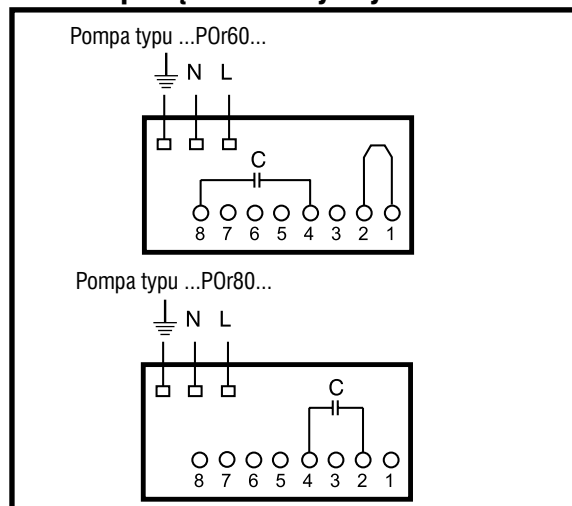 Pompa typu ...POr60...
N L
C
8 7 6 5 4 3 2 1
Pompa typu ...POr80...
N L
C
8 7 6 5 4 3 2 1